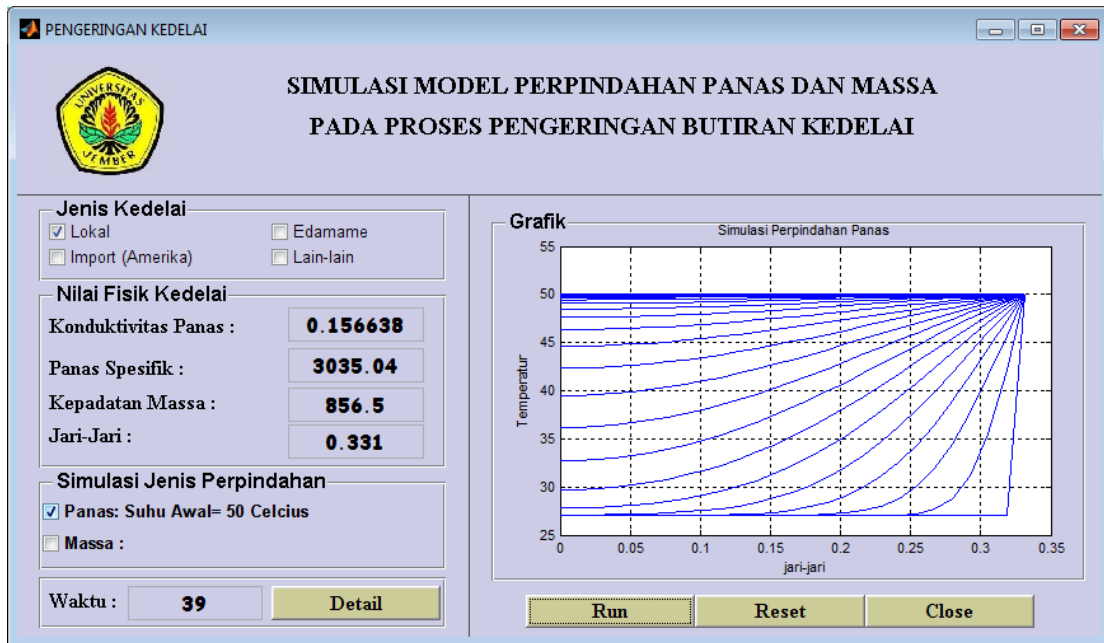 PENGERINGAN KEDELAI
UNIVERSITAS
JEMBER
SIMULASI MODEL PERPINDAHAN PANAS DAN MASSA
PADA PROSES PENGERINGAN BUTIRAN KEDELAI
Jenis Kedelai
Lokal
Edamame
Import (Amerika)
Lain-lain
Nilai Fisik Kedelai
Konduktivitas Panas : 0.156638
Panas Spesifik : 3035.04
Kepadatan Massa : 856.5
Jari-Jari : 0.331
Simulasi Jenis Perpindahan
Panas: Suhu Awal= 50 Celcius
Massa :
Waktu : 39 Detail
Grafik
Simulasi Perpindahan Panas
55
50
45
40
35
30
25
Temperatur
0 0.05 0.1 0.15 0.2 0.25 0.3 0.35
jari-jari
Run Reset Close